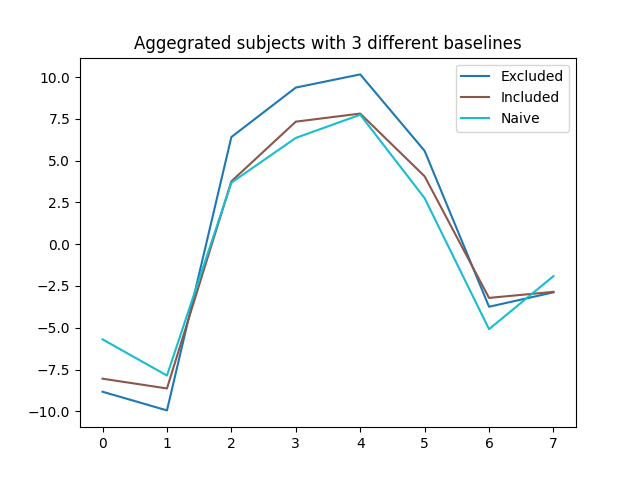 Aggegrated subjects with 3 different baselines
Excluded
Included
Naive
10.0
7.5
5.0
2.5
0.0
−2.5
−5.0
−7.5
−10.0
0 1 2 3 4 5 6 7